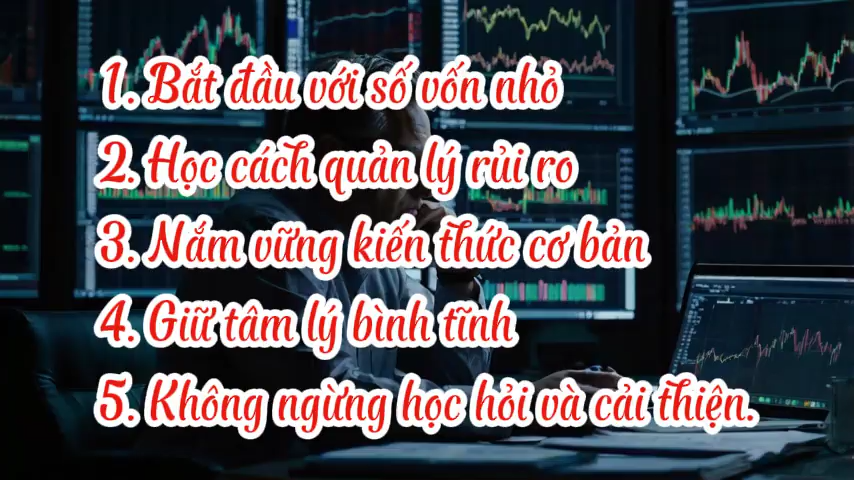 1. Bắt đầu với số vốn nhỏ
2. Học cách quản lý rủi ro
3. Nắm vững kiến thức cơ bản
4. Giữ tâm lý bình tĩnh
5. Không ngừng học hỏi và cải thiện.